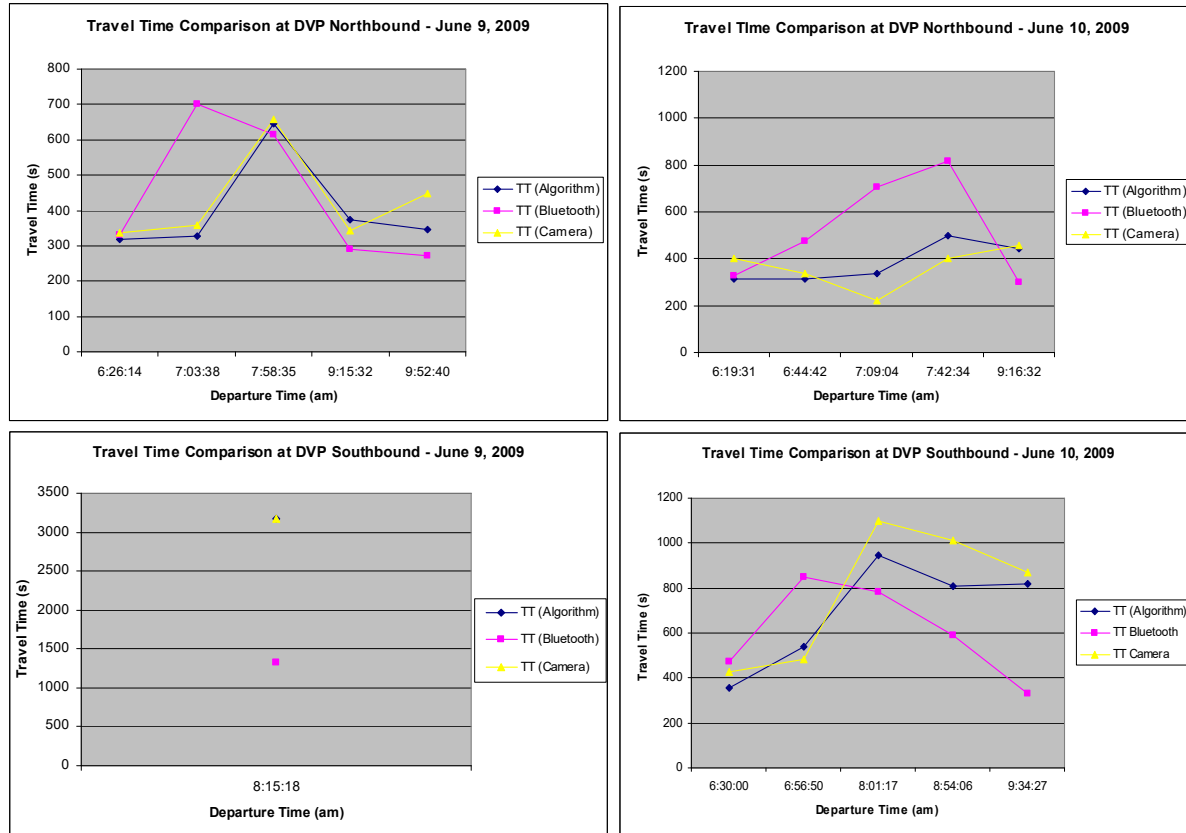 Travel Time Comparison at DVP Northbound - June 9, 2009
800
700
600
500
400
300
200
100
0
Travel Time (s)
6:26:14 7:03:38 7:58:35 9:15:32 9:52:40
Departure Time (am)
TT (Algorithm)
TT (Bluetooth)
TT (Camera)
Travel TIme Comparison at DVP Northbound - June 10, 2009
1200
1000
800
600
400
200
0
Travel Time (s)
6:19:31 6:44:42 7:09:04 7:42:34 9:16:32
Departure Time (am)
TT (Algorithm)
TT (Bluetooth)
TT (Camera)
Travel Time Comparison at DVP Southbound - June 9, 2009
3500
3000
2500
2000
1500
1000
500
0
Travel Time (s)
8:15:18
Departure Time (am)
TT (Algorithm)
TT (Bluetooth)
TT (Camera)
Travel Time Comparison at DVP Southbound - June 10, 2009
1200
1000
800
600
400
200
0
Travel Time (s)
6:30:00 6:56:50 8:01:17 8:54:06 9:34:27
Departure Time (am)
TT (Algorithm)
TT Bluetooth
TT Camera